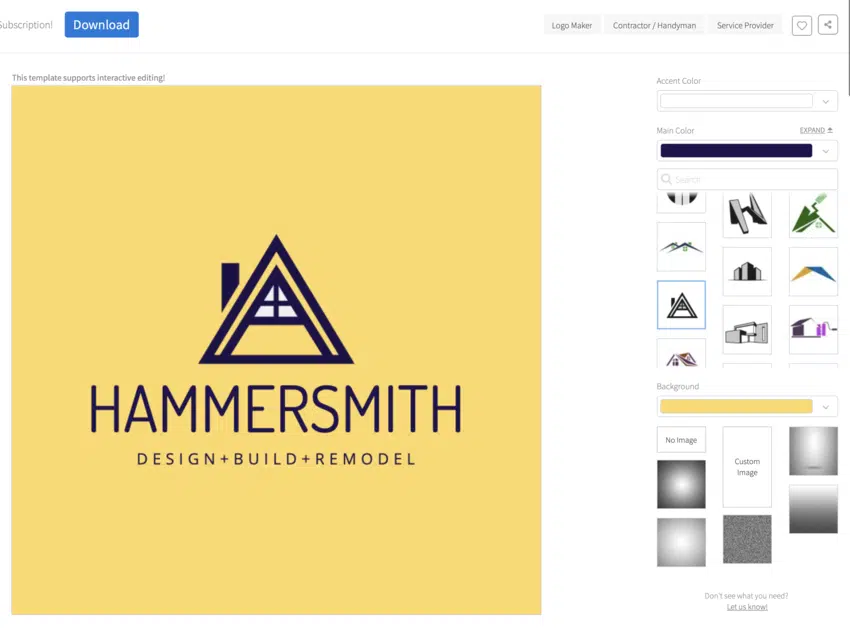 Subscription!
Download
Logo Maker
Contractor / Handyman
Service Provider
This template supports interactive editing!
Accent Color
Main Color
EXPAND
Search
HAMMERSMITH
DESIGN+BUILD+REMODEL
Background
No Image
Custom
Image
Don't see what you need?
Let us know!